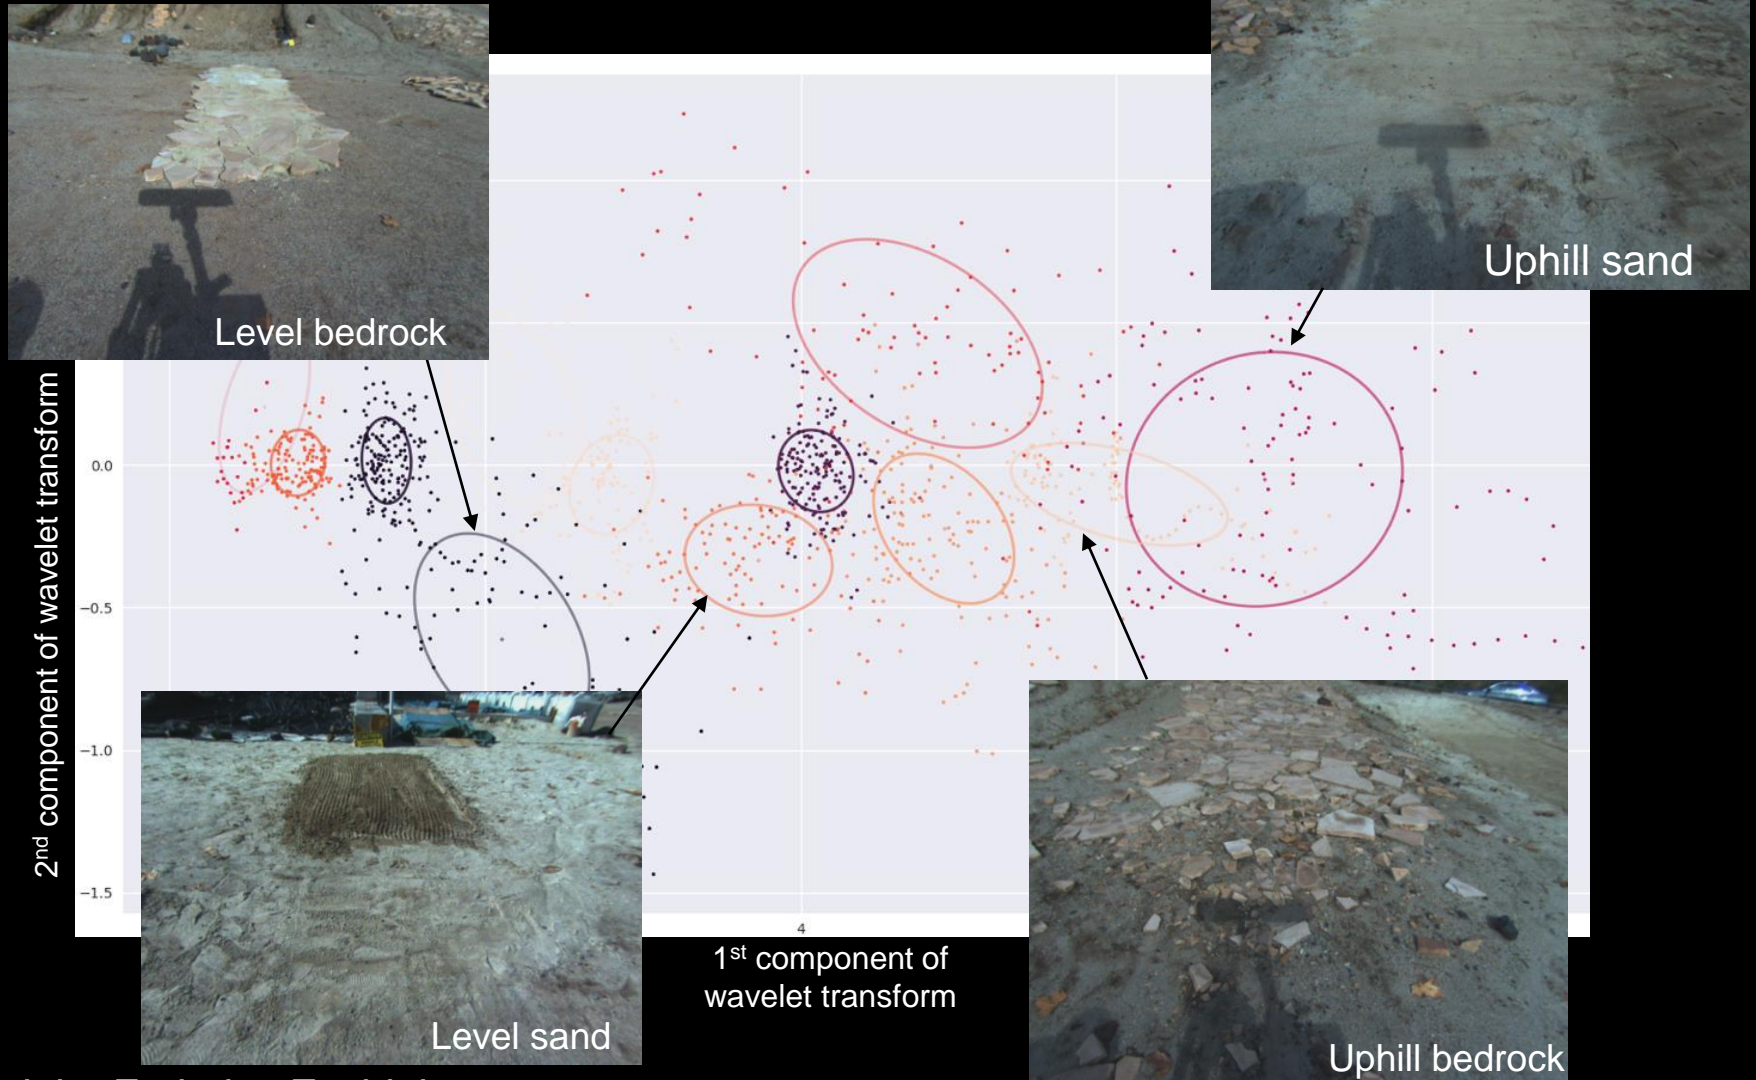 Level bedrock
Uphill sand
2nd component of wavelet transform
0.0
−0.5
−1.0
−1.5
4
1st component of
wavelet transform
Level sand
Uphill bedrock